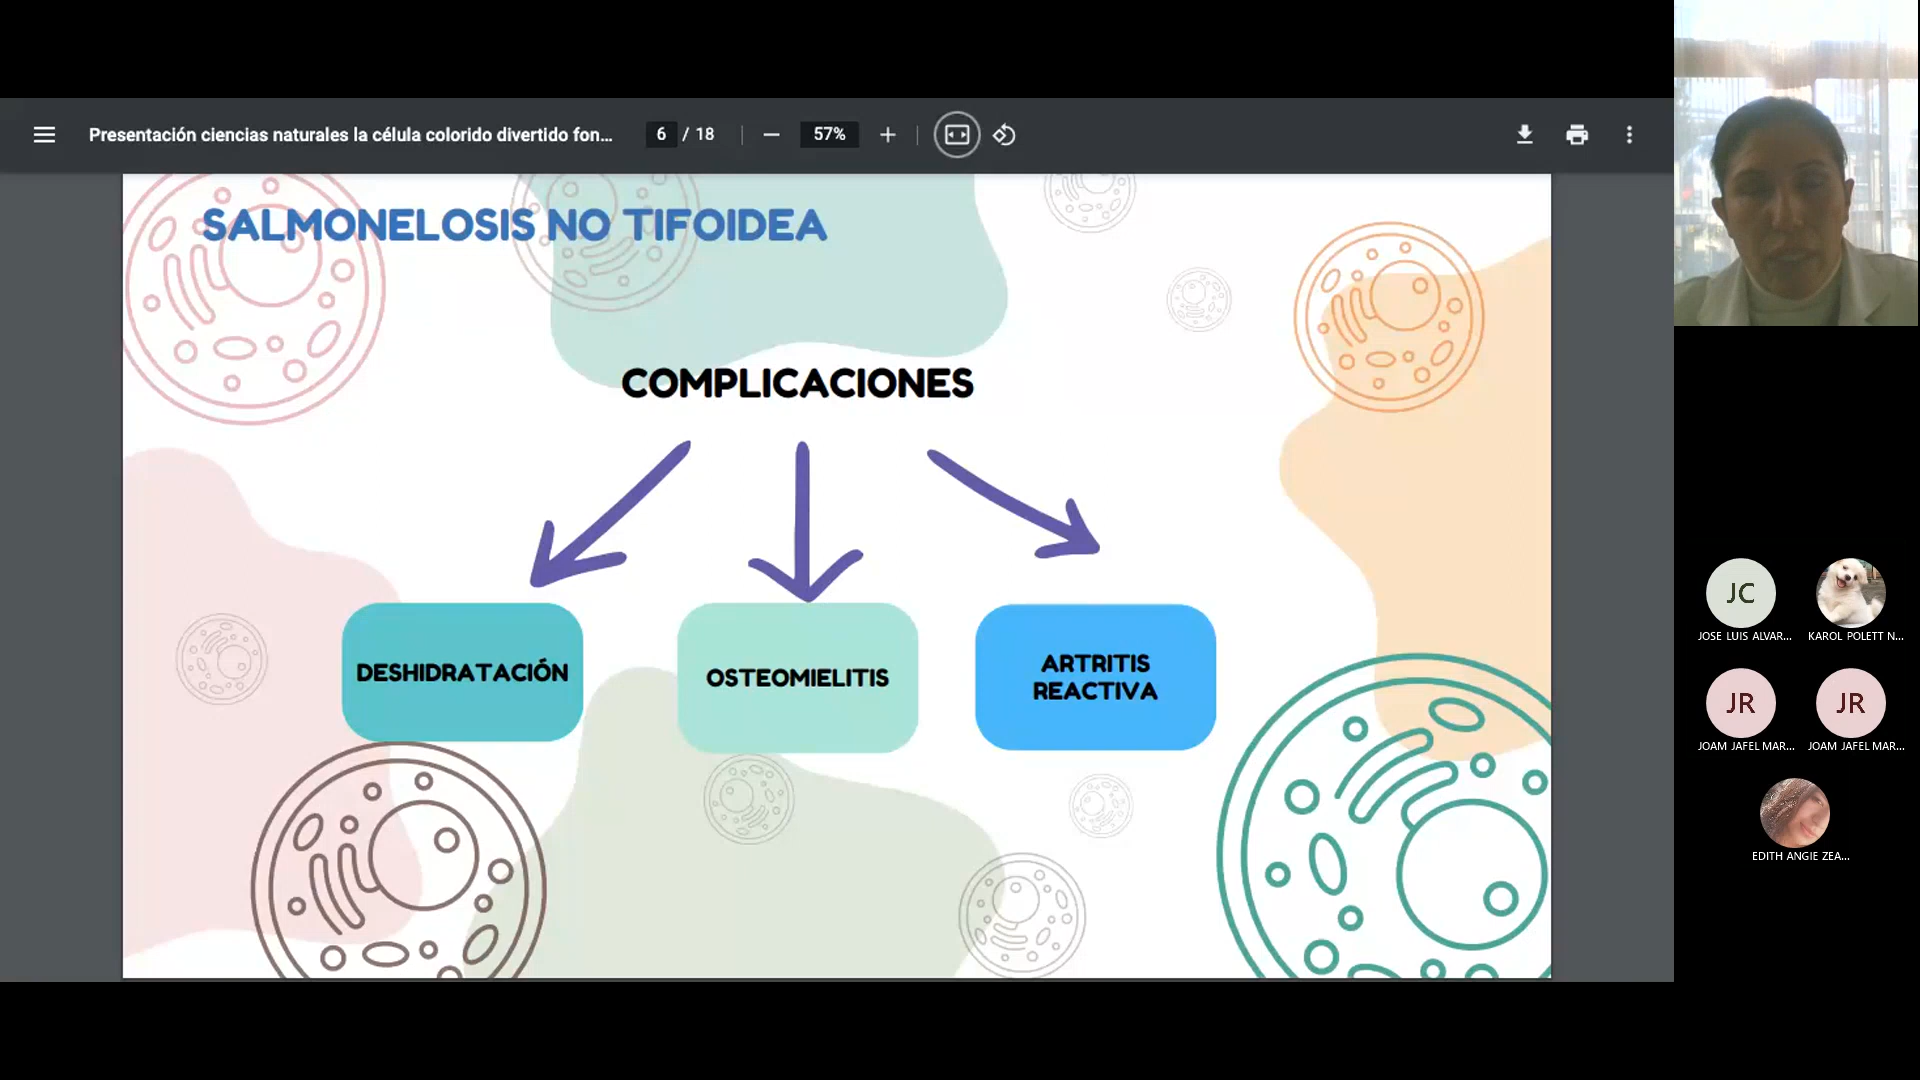 Presentación ciencias naturales la célula colorido divertido fon...
6 / 18
57%
SALMONELOSIS NO TIFOIDEA
COMPLICACIONES
DESHIDRATACIÓN
OSTEOMIELITIS
ARTRITIS
REACTIVA
JC
JOSE LUIS ALVAR...
KAROL POLETT N...
JR
JOAM JAFEL MAR...
JR
JOAM JAFEL MAR...
EDITH ANGIE ZEA...